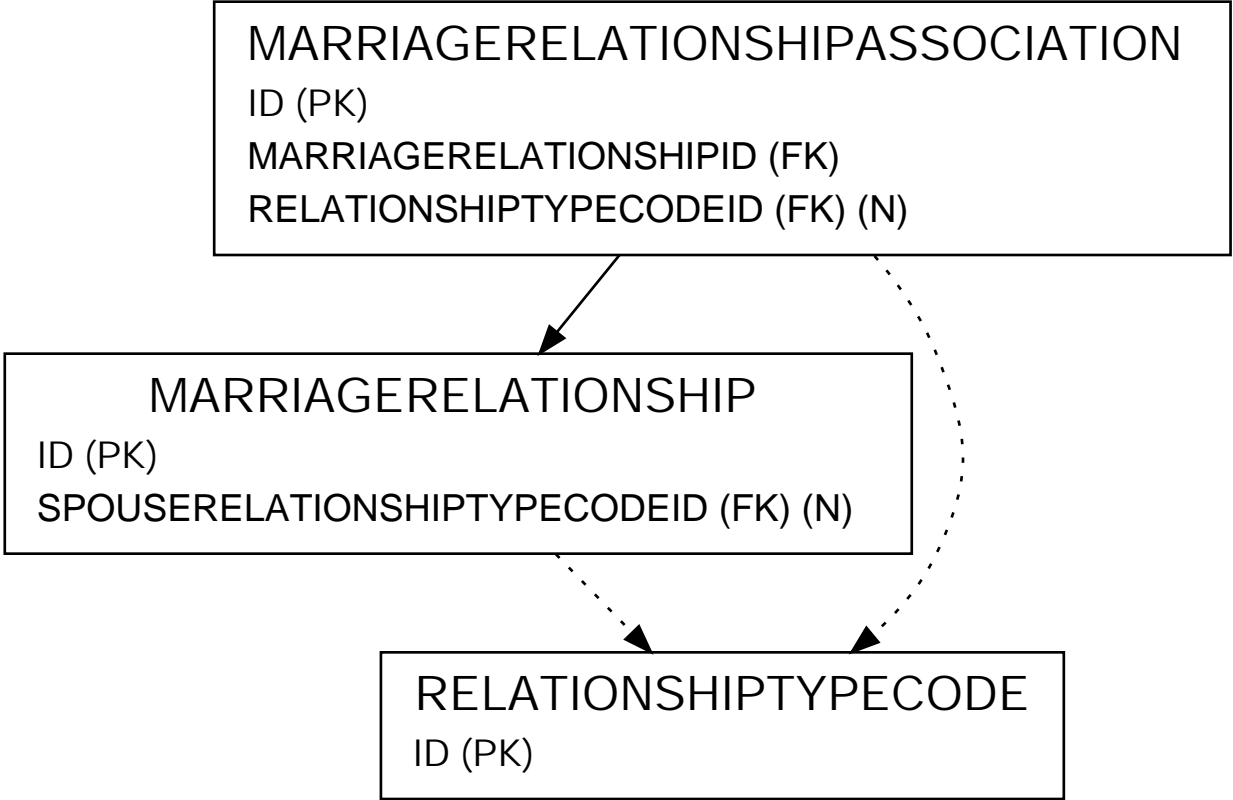 MARRIAGERELATIONSHIPASSOCIATION
ID (PK)
MARRIAGERELATIONSHIPID (FK)
RELATIONSHIPTYPECODEID (FK) (N)
MARRIAGERELATIONSHIP
ID (PK)
SPOUSERELATIONSHIPTYPECODEID (FK) (N)
RELATIONSHIPTYPECODE
ID (PK)